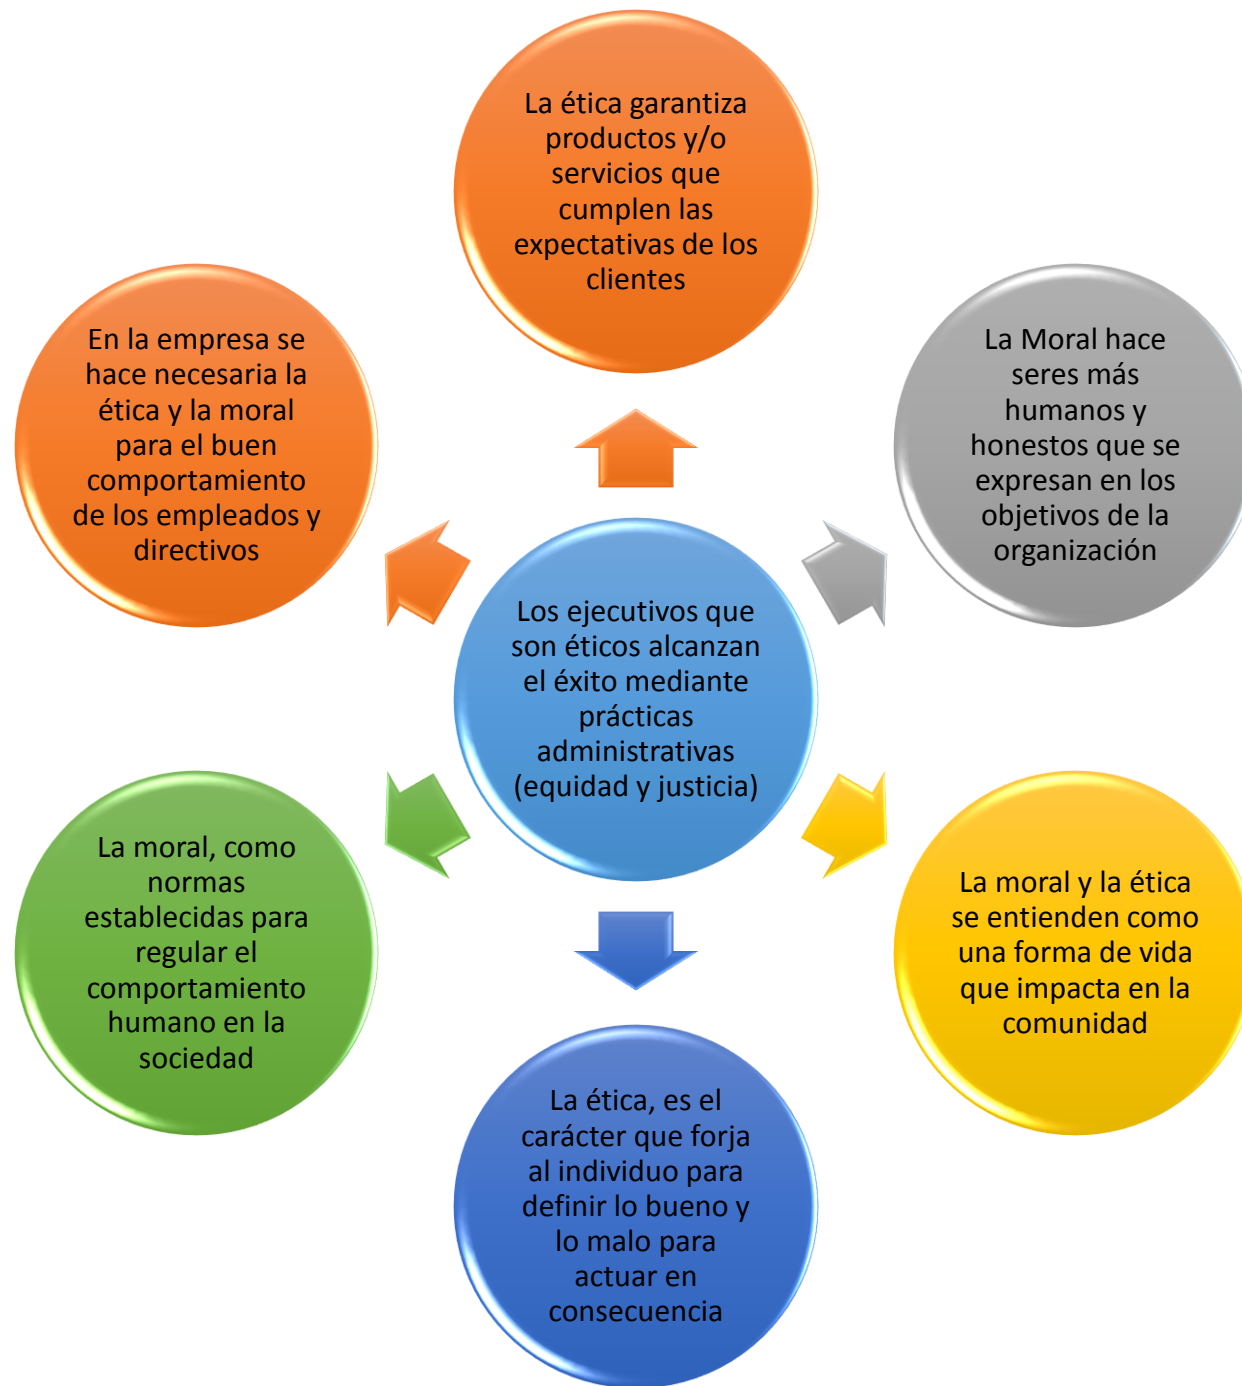 La ética garantiza
productos y/o
servicios que
cumplen las
expectativas de los
clientes
En la empresa se
hace necesaria la
ética y la moral
para el buen
comportamiento
de los empleados y
directivos
La Moral hace
seres más
humanos y
honestos que se
expresan en los
objetivos de la
organización
Los ejecutivos que
son éticos alcanzan
el éxito mediante
prácticas
administrativas
(equidad y justicia)
La moral, como
normas
establecidas para
regular el
comportamiento
humano en la
sociedad
La moral y la ética
se entienden como
una forma de vida
que impacta en la
comunidad
La ética, es el
carácter que forja
al individuo para
definir lo bueno y
lo malo para
actuar en
consecuencia